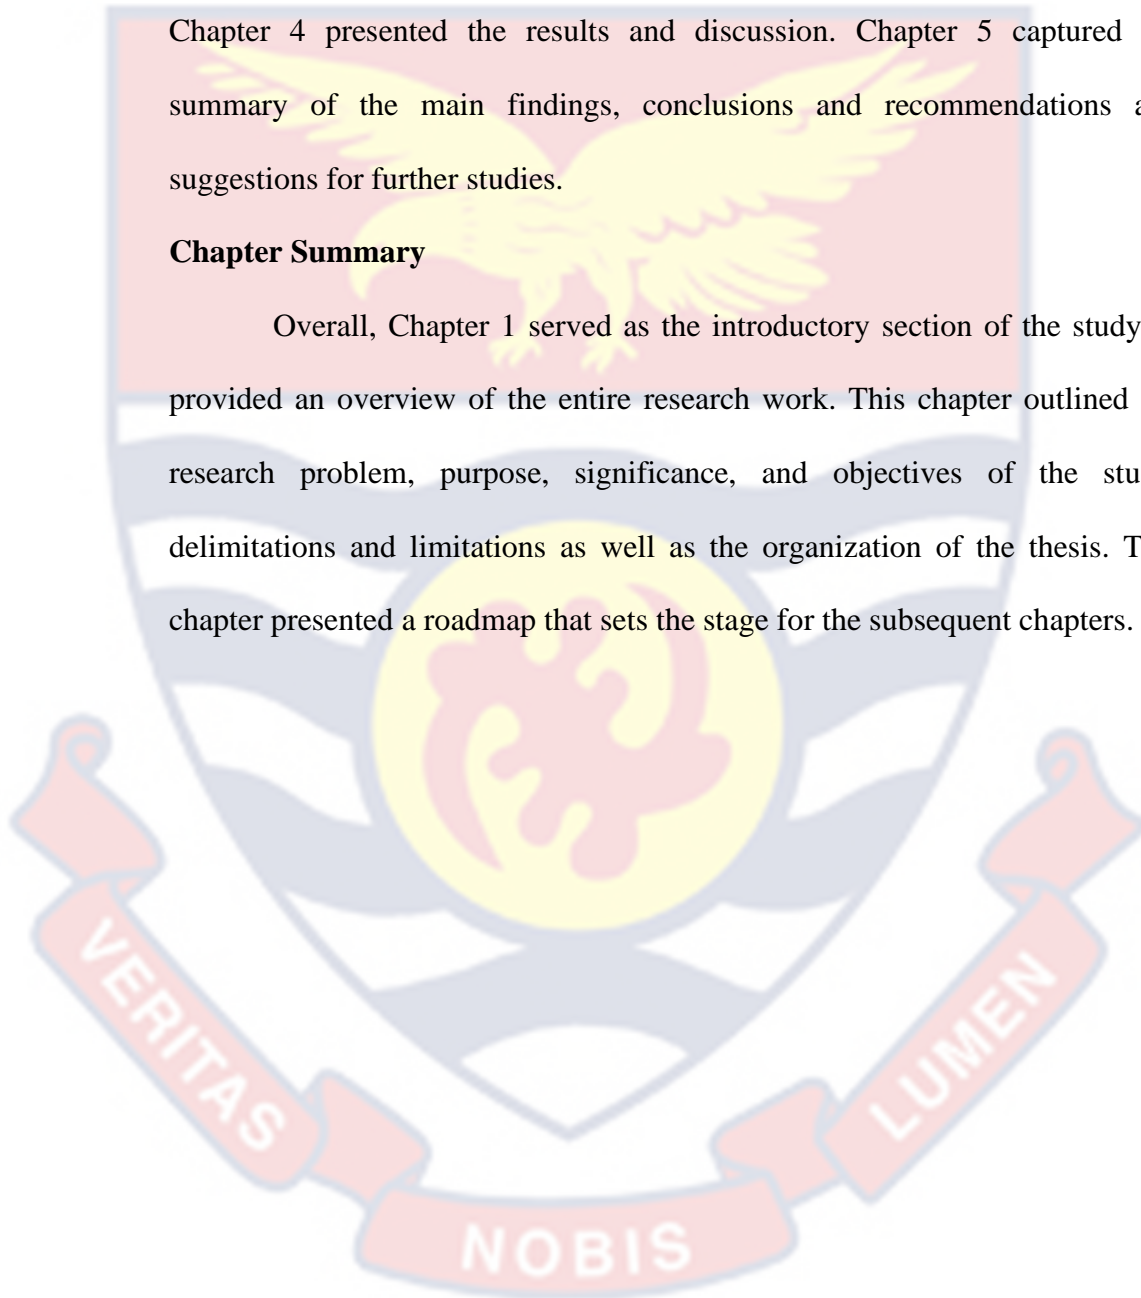 Chapter 4 presented the results and discussion. Chapter 5 captured
summary of the main findings, conclusions and recommendations a
suggestions for further studies.
Chapter Summary
Overall, Chapter 1 served as the introductory section of the study
provided an overview of the entire research work. This chapter outlined
research problem, purpose, significance, and objectives of the stu
delimitations and limitations as well as the organization of the thesis. T
chapter presented a roadmap that sets the stage for the subsequent chapters.
VERITAS
NOBIS
LUMEN